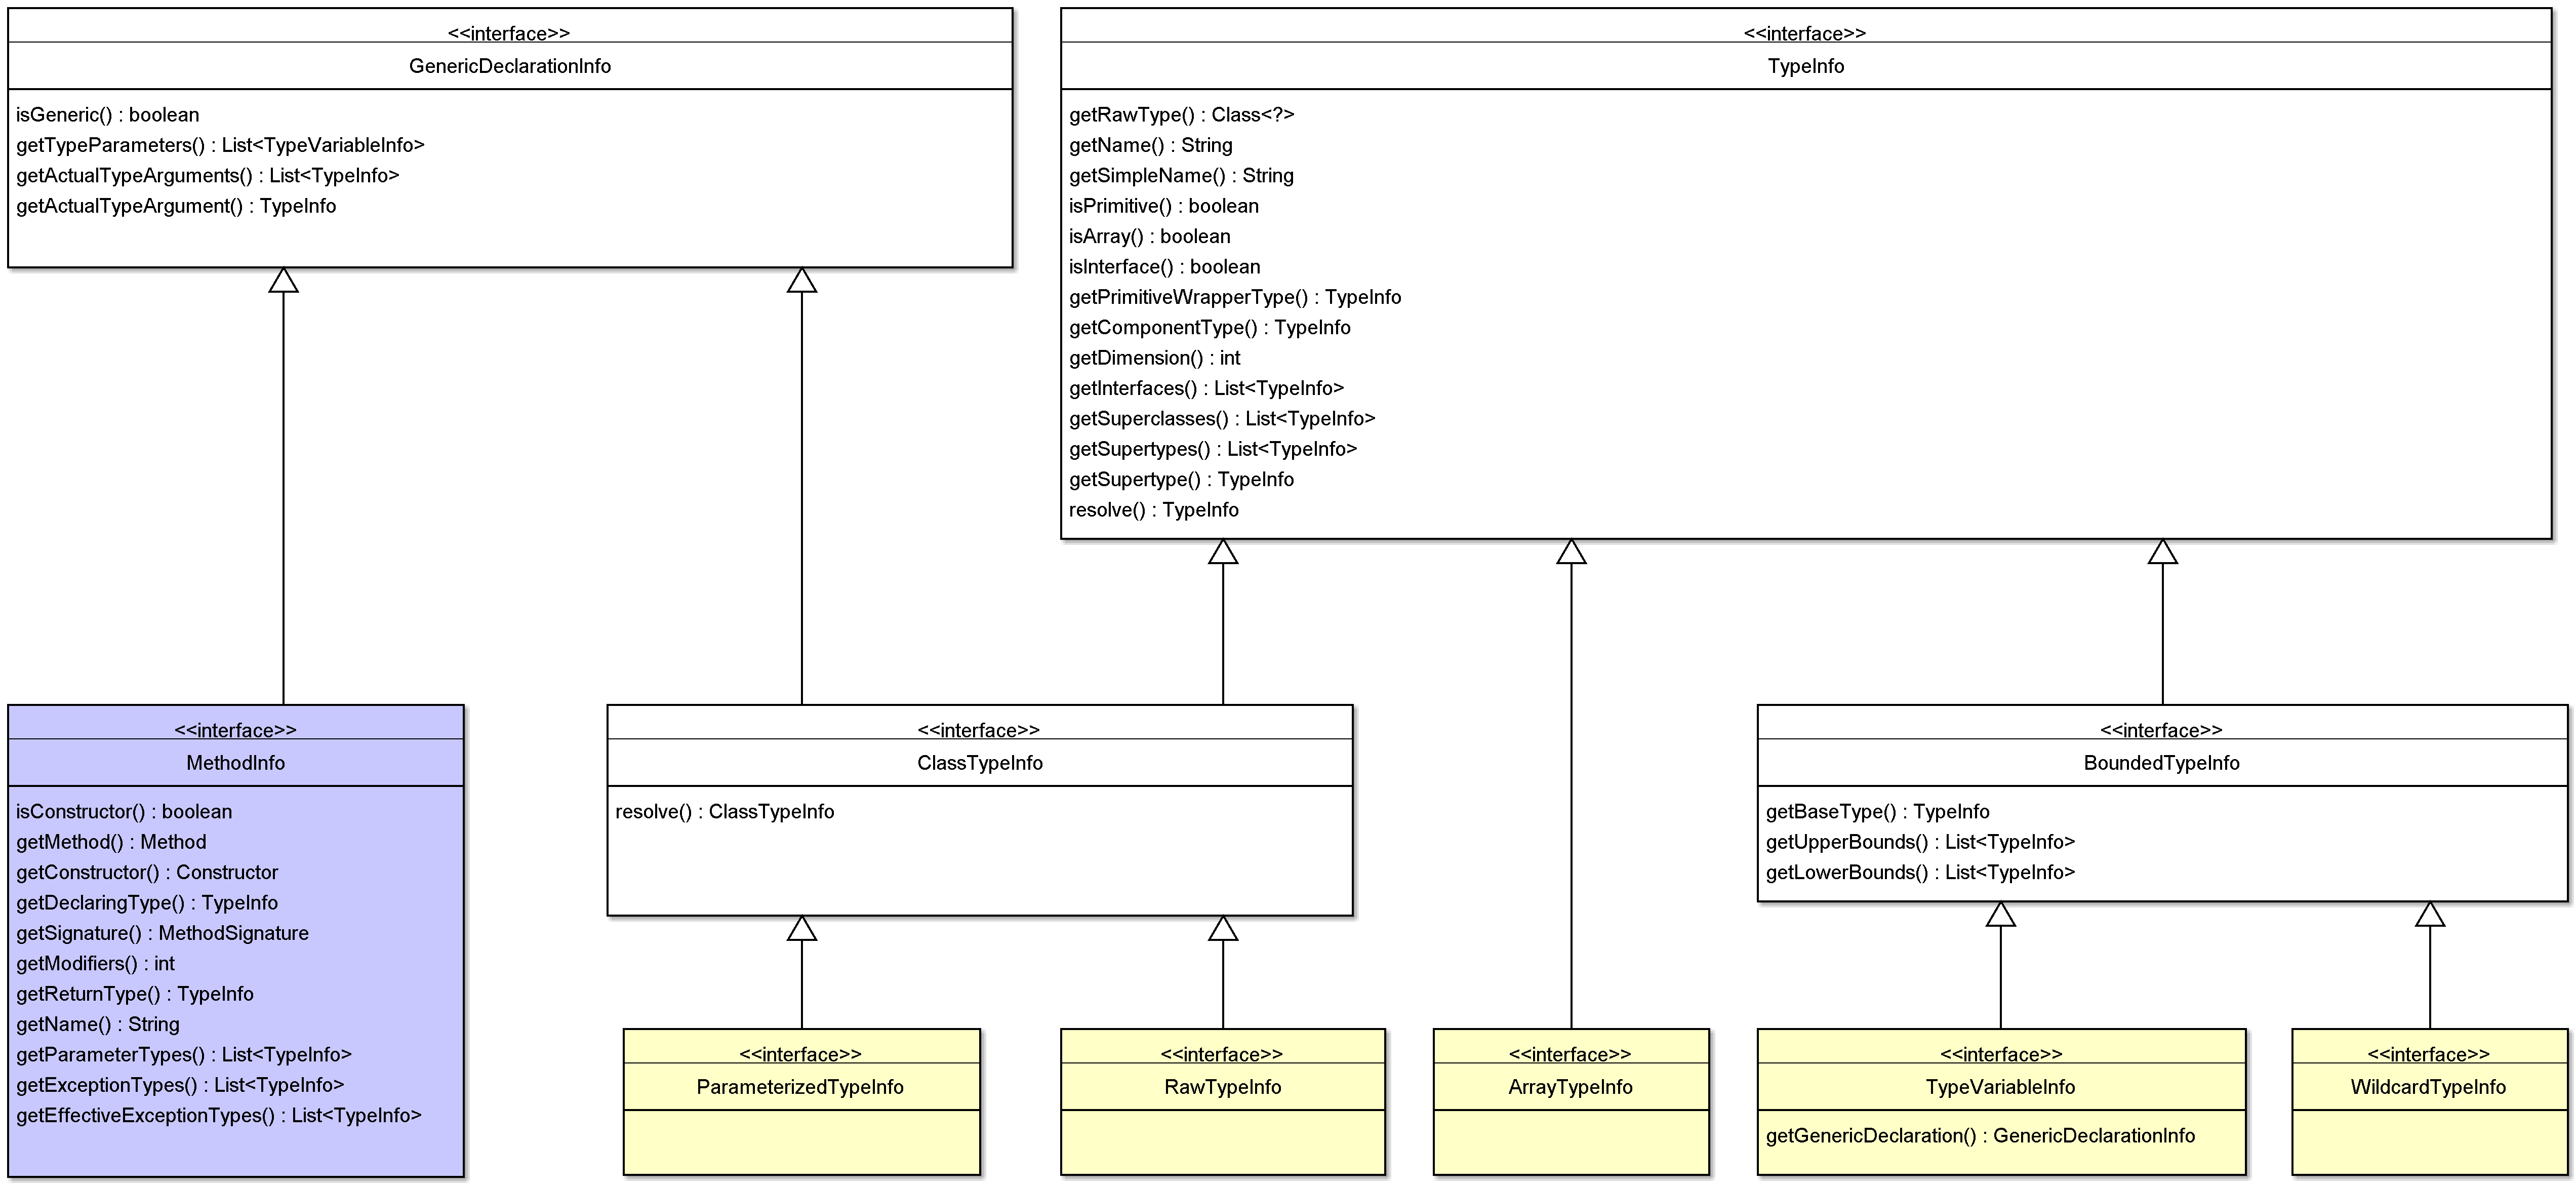 <<interface>>
GenericDeclarationInfo
isGeneric() : boolean
getTypeParameters() : List<TypeVariableInfo>
getActualTypeArguments() : List<TypeInfo>
getActualTypeArgument() : TypeInfo
<<interface>>
TypeInfo
getRawType() : Class<?>
getName() : String
getSimpleName() : String
isPrimitive() : boolean
isArray() : boolean
isInterface() : boolean
getPrimitiveWrapperType() : TypeInfo
getComponentType() : TypeInfo
getDimension() : int
getInterfaces() : List<TypeInfo>
getSuperclasses() : List<TypeInfo>
getSupertypes() : List<TypeInfo>
getSupertype() : TypeInfo
resolve() : TypeInfo
<<interface>>
MethodInfo
isConstructor() : boolean
getMethod() : Method
getConstructor() : Constructor
getDeclaringType() : TypeInfo
getSignature() : MethodSignature
getModifiers() : int
getReturnType() : TypeInfo
getName() : String
getParameterTypes() : List<TypeInfo>
getExceptionTypes() : List<TypeInfo>
getEffectiveExceptionTypes() : List<TypeInfo>
<<interface>>
ClassTypeInfo
resolve() : ClassTypeInfo
<<interface>>
BoundedTypeInfo
getBaseType() : TypeInfo
getUpperBounds() : List<TypeInfo>
getLowerBounds() : List<TypeInfo>
<<interface>>
ParameterizedTypeInfo
<<interface>>
RawTypeInfo
<<interface>>
ArrayTypeInfo
<<interface>>
TypeVariableInfo
getGenericDeclaration() : GenericDeclarationInfo
<<interface>>
WildcardTypeInfo